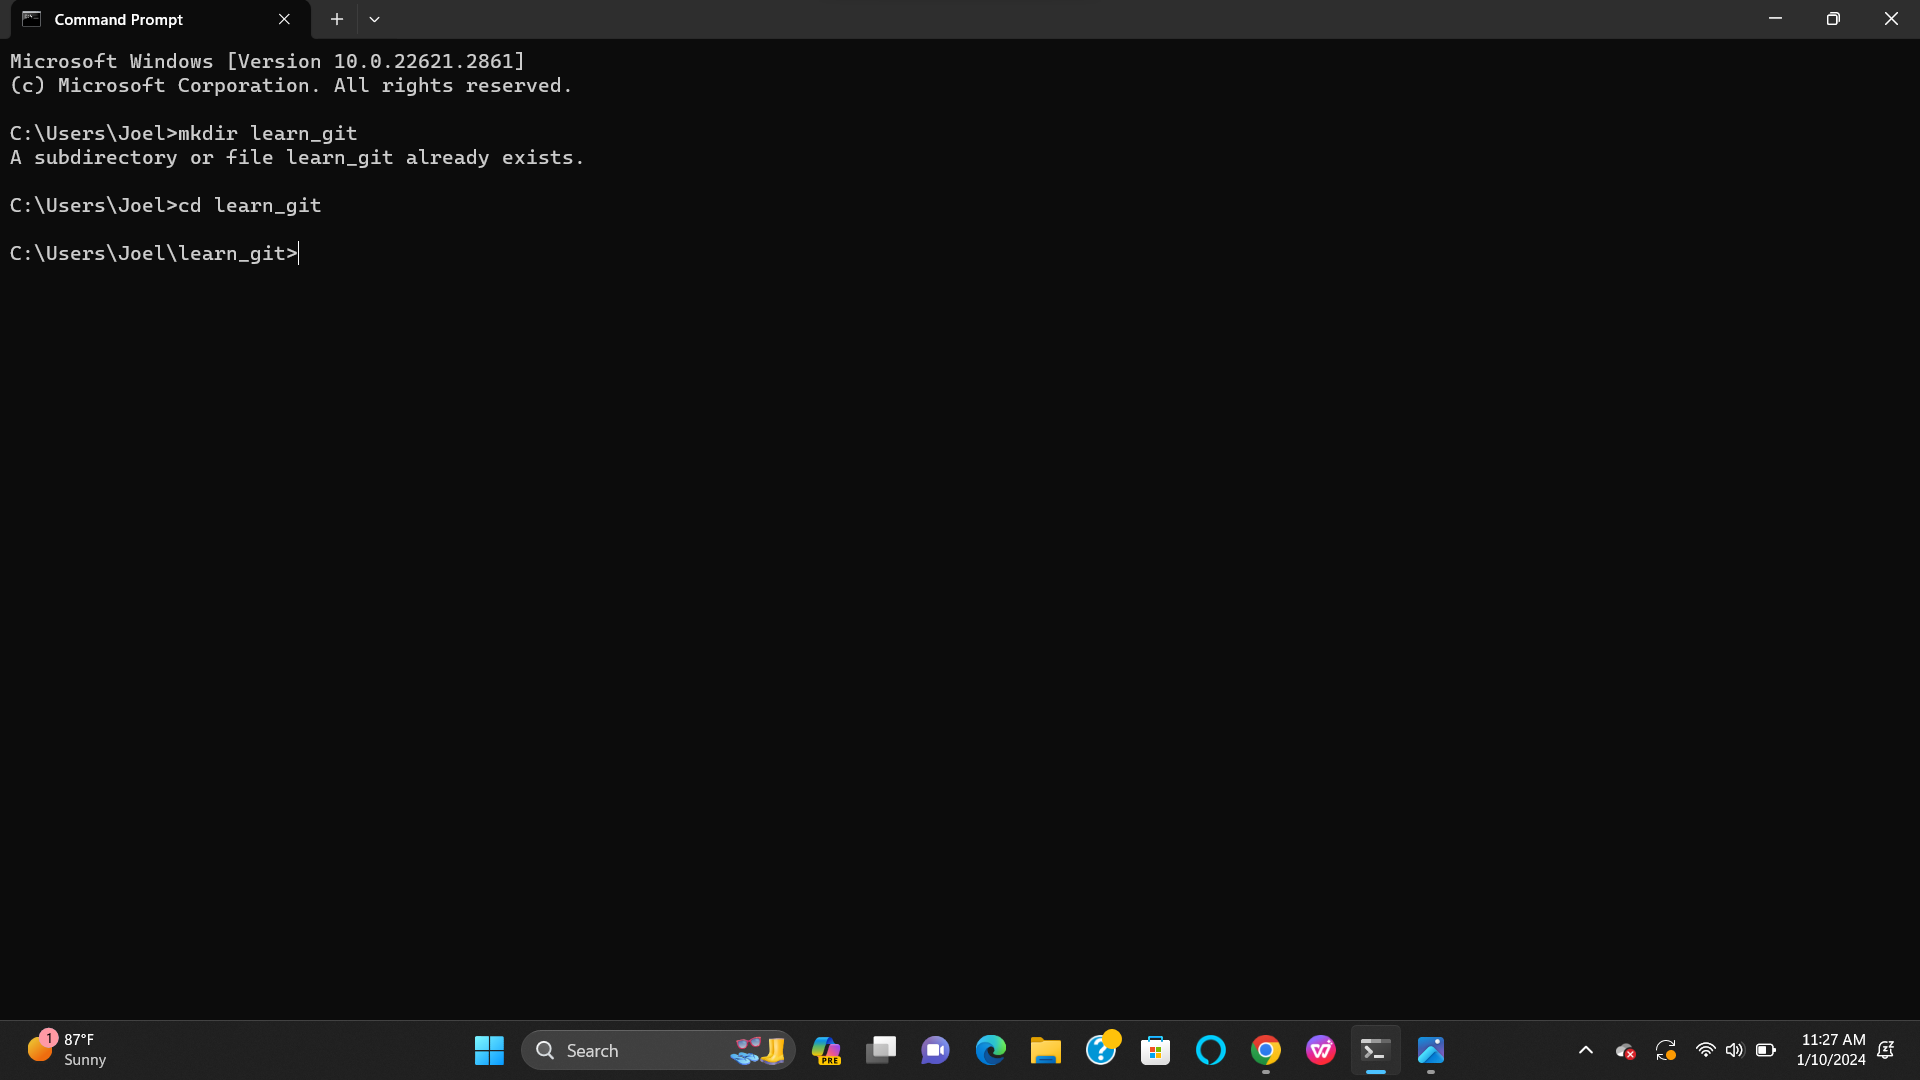 Command Prompt
Microsoft Windows [Version 10.0.22621.2861]
(c) Microsoft Corporation. All rights reserved.
C:\Users\Joel>mkdir learn_git
A subdirectory or file learn_git already exists.
C:\Users\Joel>cd learn_git
C:\Users\Joel\learn_git>
1
87°F
Sunny
Search
PRE
11:27 AM
1/10/2024